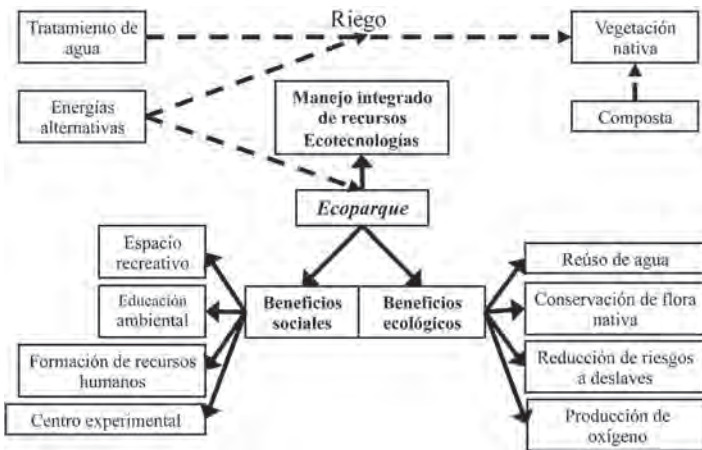 Riego
Tratamiento de
agua
Vegetación
nativa
Energías
alternativas
Manejo integrado
de recursos
Ecotecnologías
Composta
Ecoparque
Espacio
recreativo
Educación
ambiental
Formación de recursos
humanos
Centro experimental
Beneficios
sociales
Beneficios
ecológicos
Reúso de agua
Conservación de flora
nativa
Reducción de riesgos
a deslaves
Producción de
oxígeno